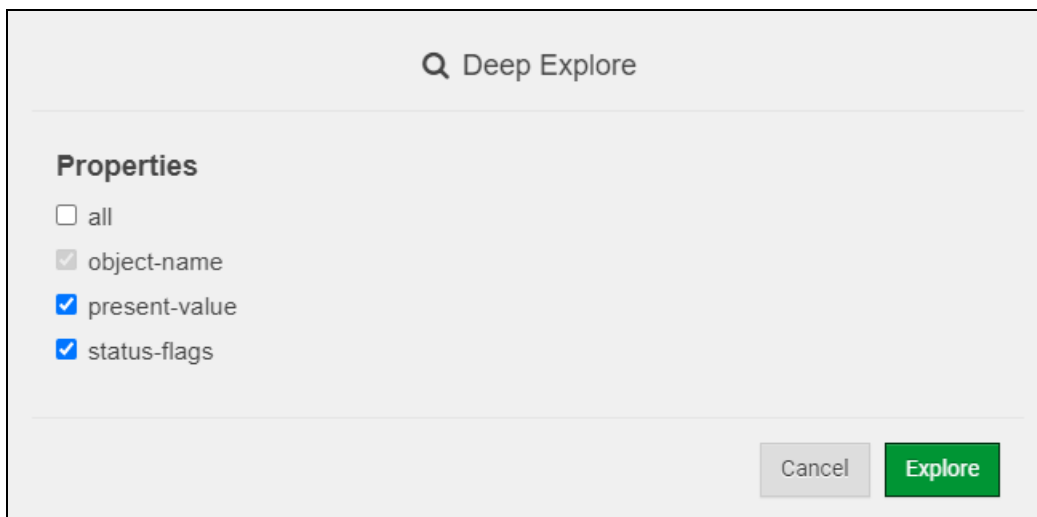 Deep Explore
Properties
all
object-name
present-value
status-flags
Cancel Explore